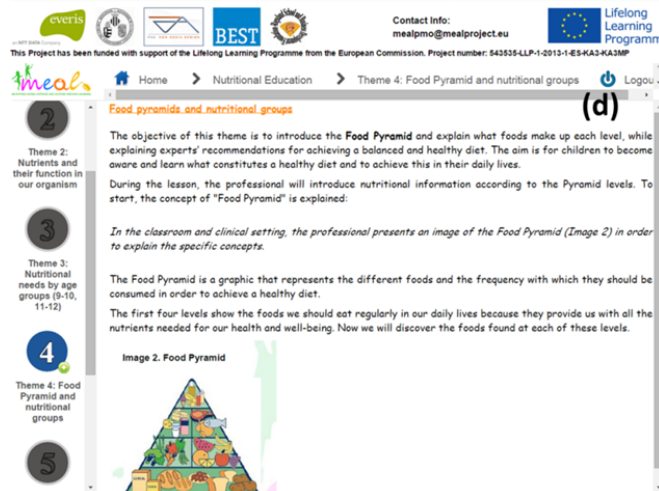 everis
an NTT DATA Company
BEST
Contact Info:
mealpmo@mealproject.eu
Lifelong
Learning
Programm
This Project has been funded with support of the Lifelong Learning Programme from the European Commission. Project number: 543535-LLP-1-2013-1-ES-KA3-KA3MP
meal
Home > Nutritional Education > Theme 4: Food Pyramid and nutritional groups Logou
(d)
2
Theme 2:
Nutrients and
their function in
our organism
3
Theme 3:
Nutritional
needs by age
groups (9-10,
11-12)
4
Theme 4: Food
Pyramid and
nutritional
groups
5
Food pyramids and nutritional groups
The objective of this theme is to introduce the Food Pyramid and explain what foods make up each level, while
explaining experts' recommendations for achieving a balanced and healthy diet. The aim is for children to become
aware and learn what constitutes a healthy diet and to achieve this in their daily lives.
During the lesson, the professional will introduce nutritional information according to the Pyramid levels. To
start, the concept of "Food Pyramid" is explained:
In the classroom and clinical setting, the professional presents an image of the Food Pyramid (Image 2) in order
to explain the specific concepts.
The Food Pyramid is a graphic that represents the different foods and the frequency with which they should be
consumed in order to achieve a healthy diet.
The first four levels show the foods we should eat regularly in our daily lives because they provide us with all the
nutrients needed for our health and well-being. Now we will discover the foods found at each of these levels.
Image 2. Food Pyramid